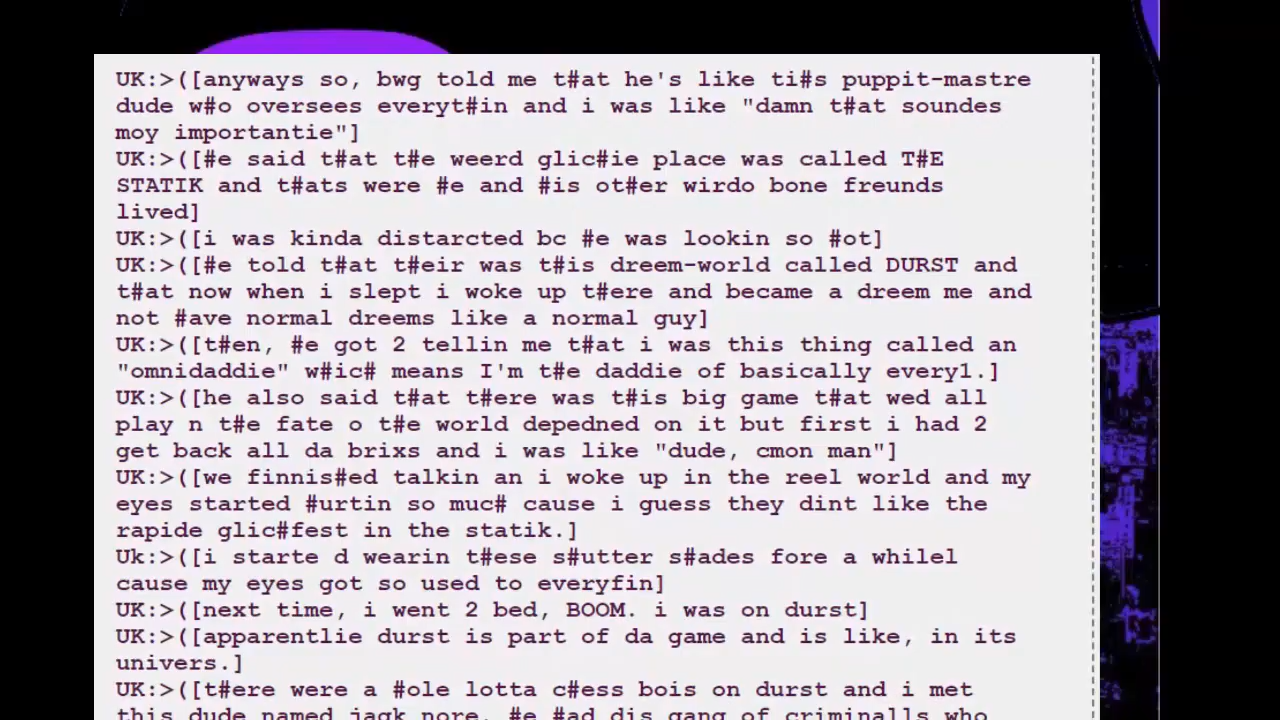 UK:>([anyways so, bwg told me t#at he's like ti#s puppit-mastre
dude w#o oversees everyt#in and i was like "damn t#at soundes
moy importantie"]
UK:>([#e said t#at t#e weerd glic#ie place was called T#E
STATIK and t#ats were #e and #is ot#er wirdo bone freunds
lived]
UK:>([i was kinda distarcted bc #e was lookin so #ot]
UK:>([#e told t#at t#eir was t#is dreem-world called DURST and
t#at now when i slept i woke up t#ere and became a dreem me and
not #ave normal dreems like a normal guy]
UK:>([t#en, #e got 2 tellin me t#at i was this thing called an
"omnidaddie" w#ic# means I'm t#e daddie of basically every1.]
UK:>([he also said t#at t#ere was t#is big game t#at wed all
play n t#e fate o t#e world depedned on it but first i had 2
get back all da brixs and i was like "dude, cmon man"]
UK:>([we finnis#ed talkin an i woke up in the reel world and my
eyes started #urtin so muc# cause i guess they dint like the
rapide glic#fest in the statik.]
Uk:>([i starte d wearin t#ese s#utter s#ades fore a whilel
cause my eyes got so used to everyfin]
UK:>([next time, i went 2 bed, BOOM. i was on durst]
UK:>([apparentlie durst is part of da game and is like, in its
univers.]
UK:>([t#ere were a #ole lotta c#ess bois on durst and i met
this dude named jagk nore. #e #ad dis gang of criminalls who